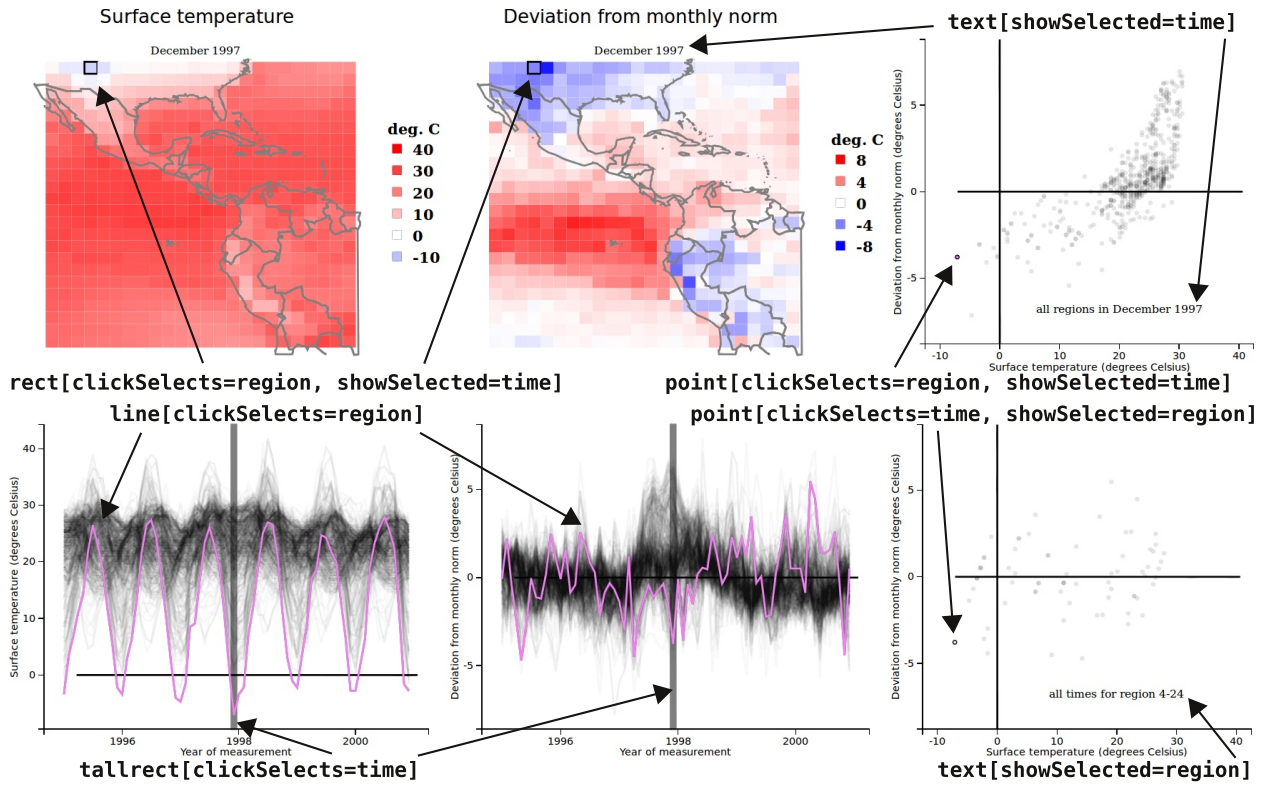 Surface temperature
Deviation from monthly norm
text[showSelected=time]
December 1997
December 1997
deg. C
40
30
20
10
0
-10
deg. C
8
4
0
-4
-8
Deviation from monthly norm (degrees Celsius)
5
0
-5
all regions in December 1997
-10
0
10
20
30
40
Surface temperature (degrees Celsius)
rect[clickSelects=region, showSelected=time]
point[clickSelects=region, showSelected=time]
line[clickSelects=region]
point[clickSelects=time, showSelected=region]
Surface temperature (degrees Celsius)
40
30
20
10
0
1996
1998
2000
Year of measurement
Deviation from monthly norm (degrees Celsius)
5
0
-5
1996
1998
2000
Year of measurement
Deviation from monthly norm (degrees Celsius)
5
0
-5
all times for region 4-24
-10
0
10
20
30
40
Surface temperature (degrees Celsius)
tallrect[clickSelects=time]
text[showSelected=region]